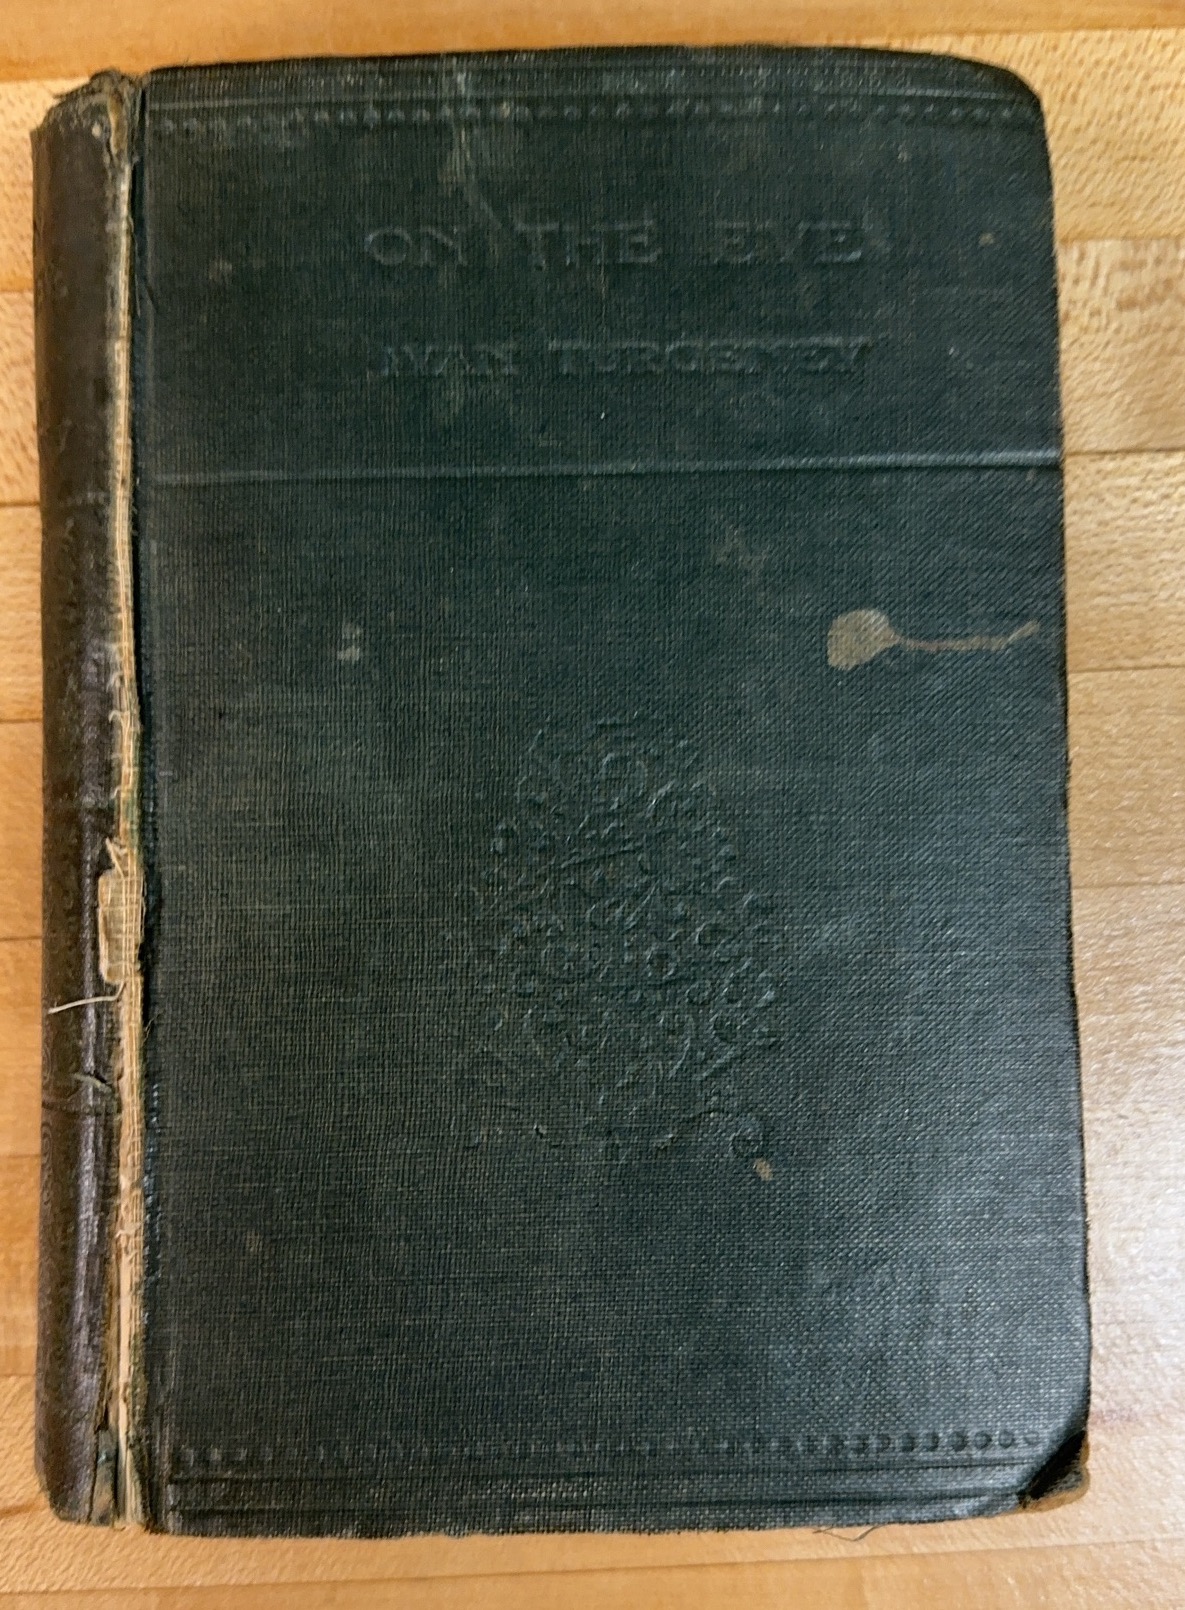 ON THE EVE
IVAN TURGENEV